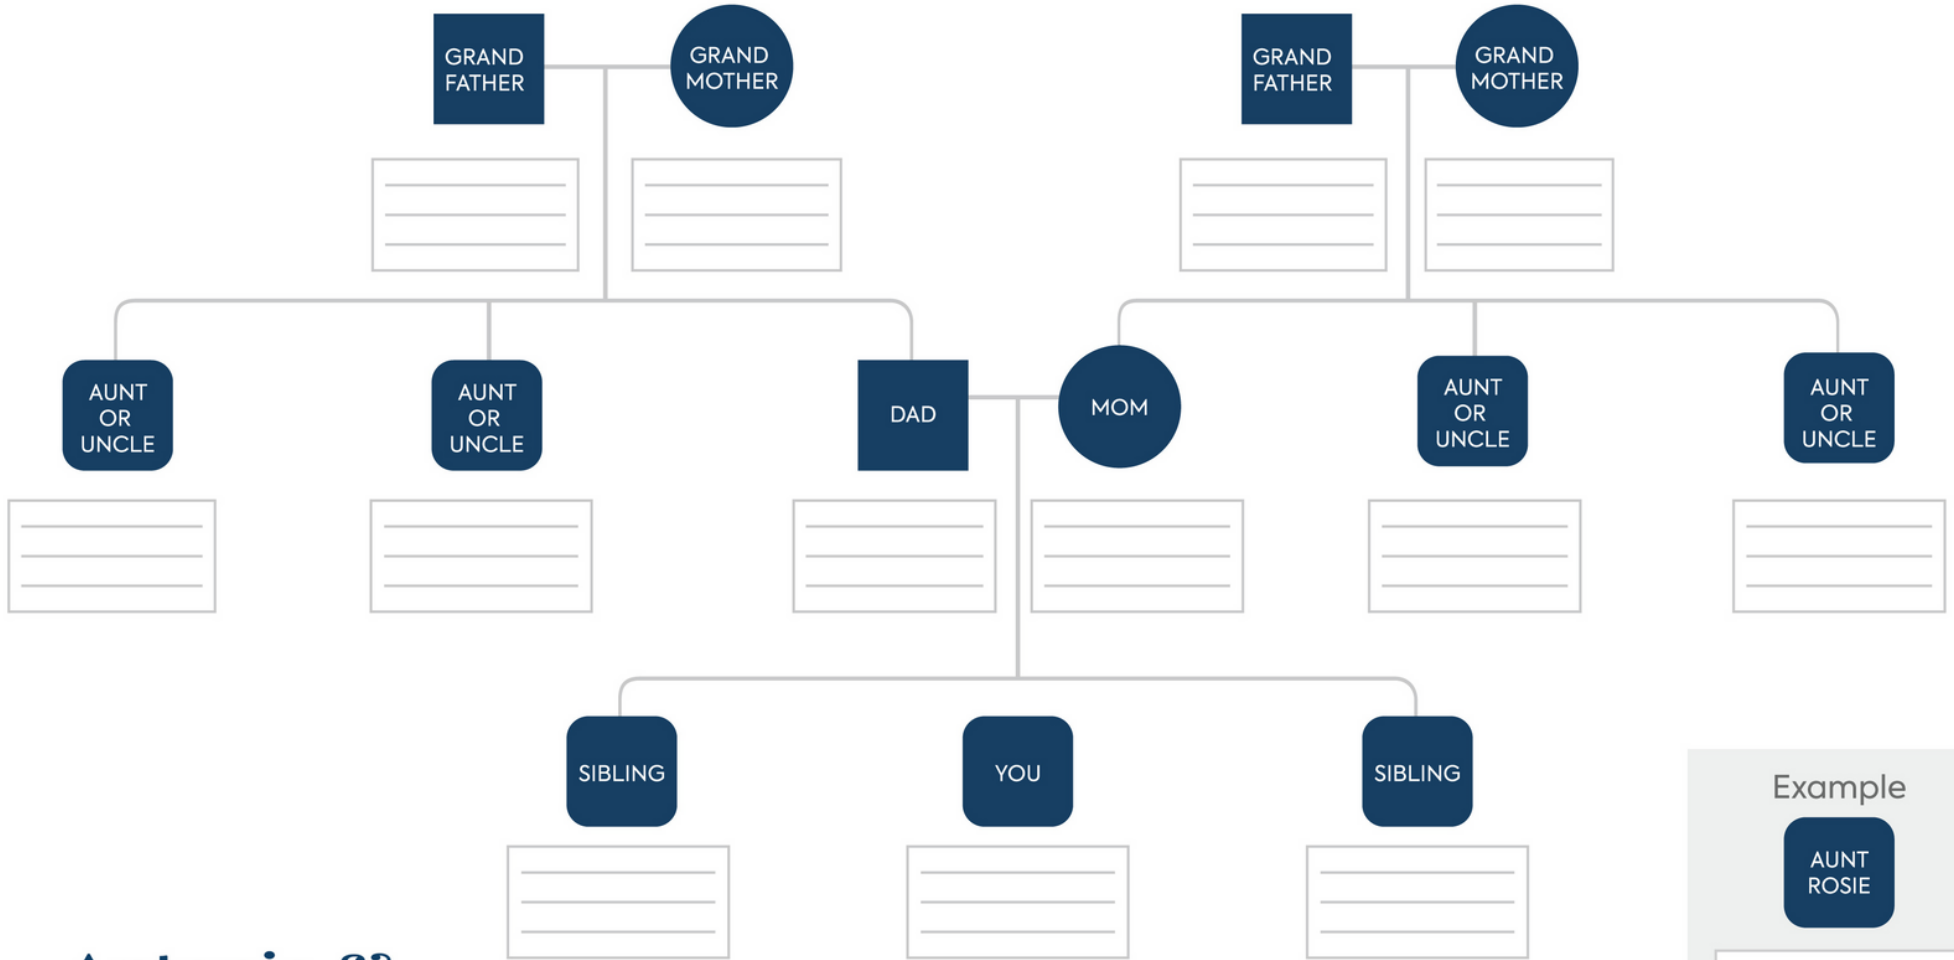 GRAND
FATHER
GRAND
MOTHER
GRAND
FATHER
GRAND
MOTHER
AUNT
OR
UNCLE
AUNT
OR
UNCLE
DAD
MOM
AUNT
OR
UNCLE
AUNT
OR
UNCLE
SIBLING
YOU
SIBLING
Example
AUNT
ROSIE